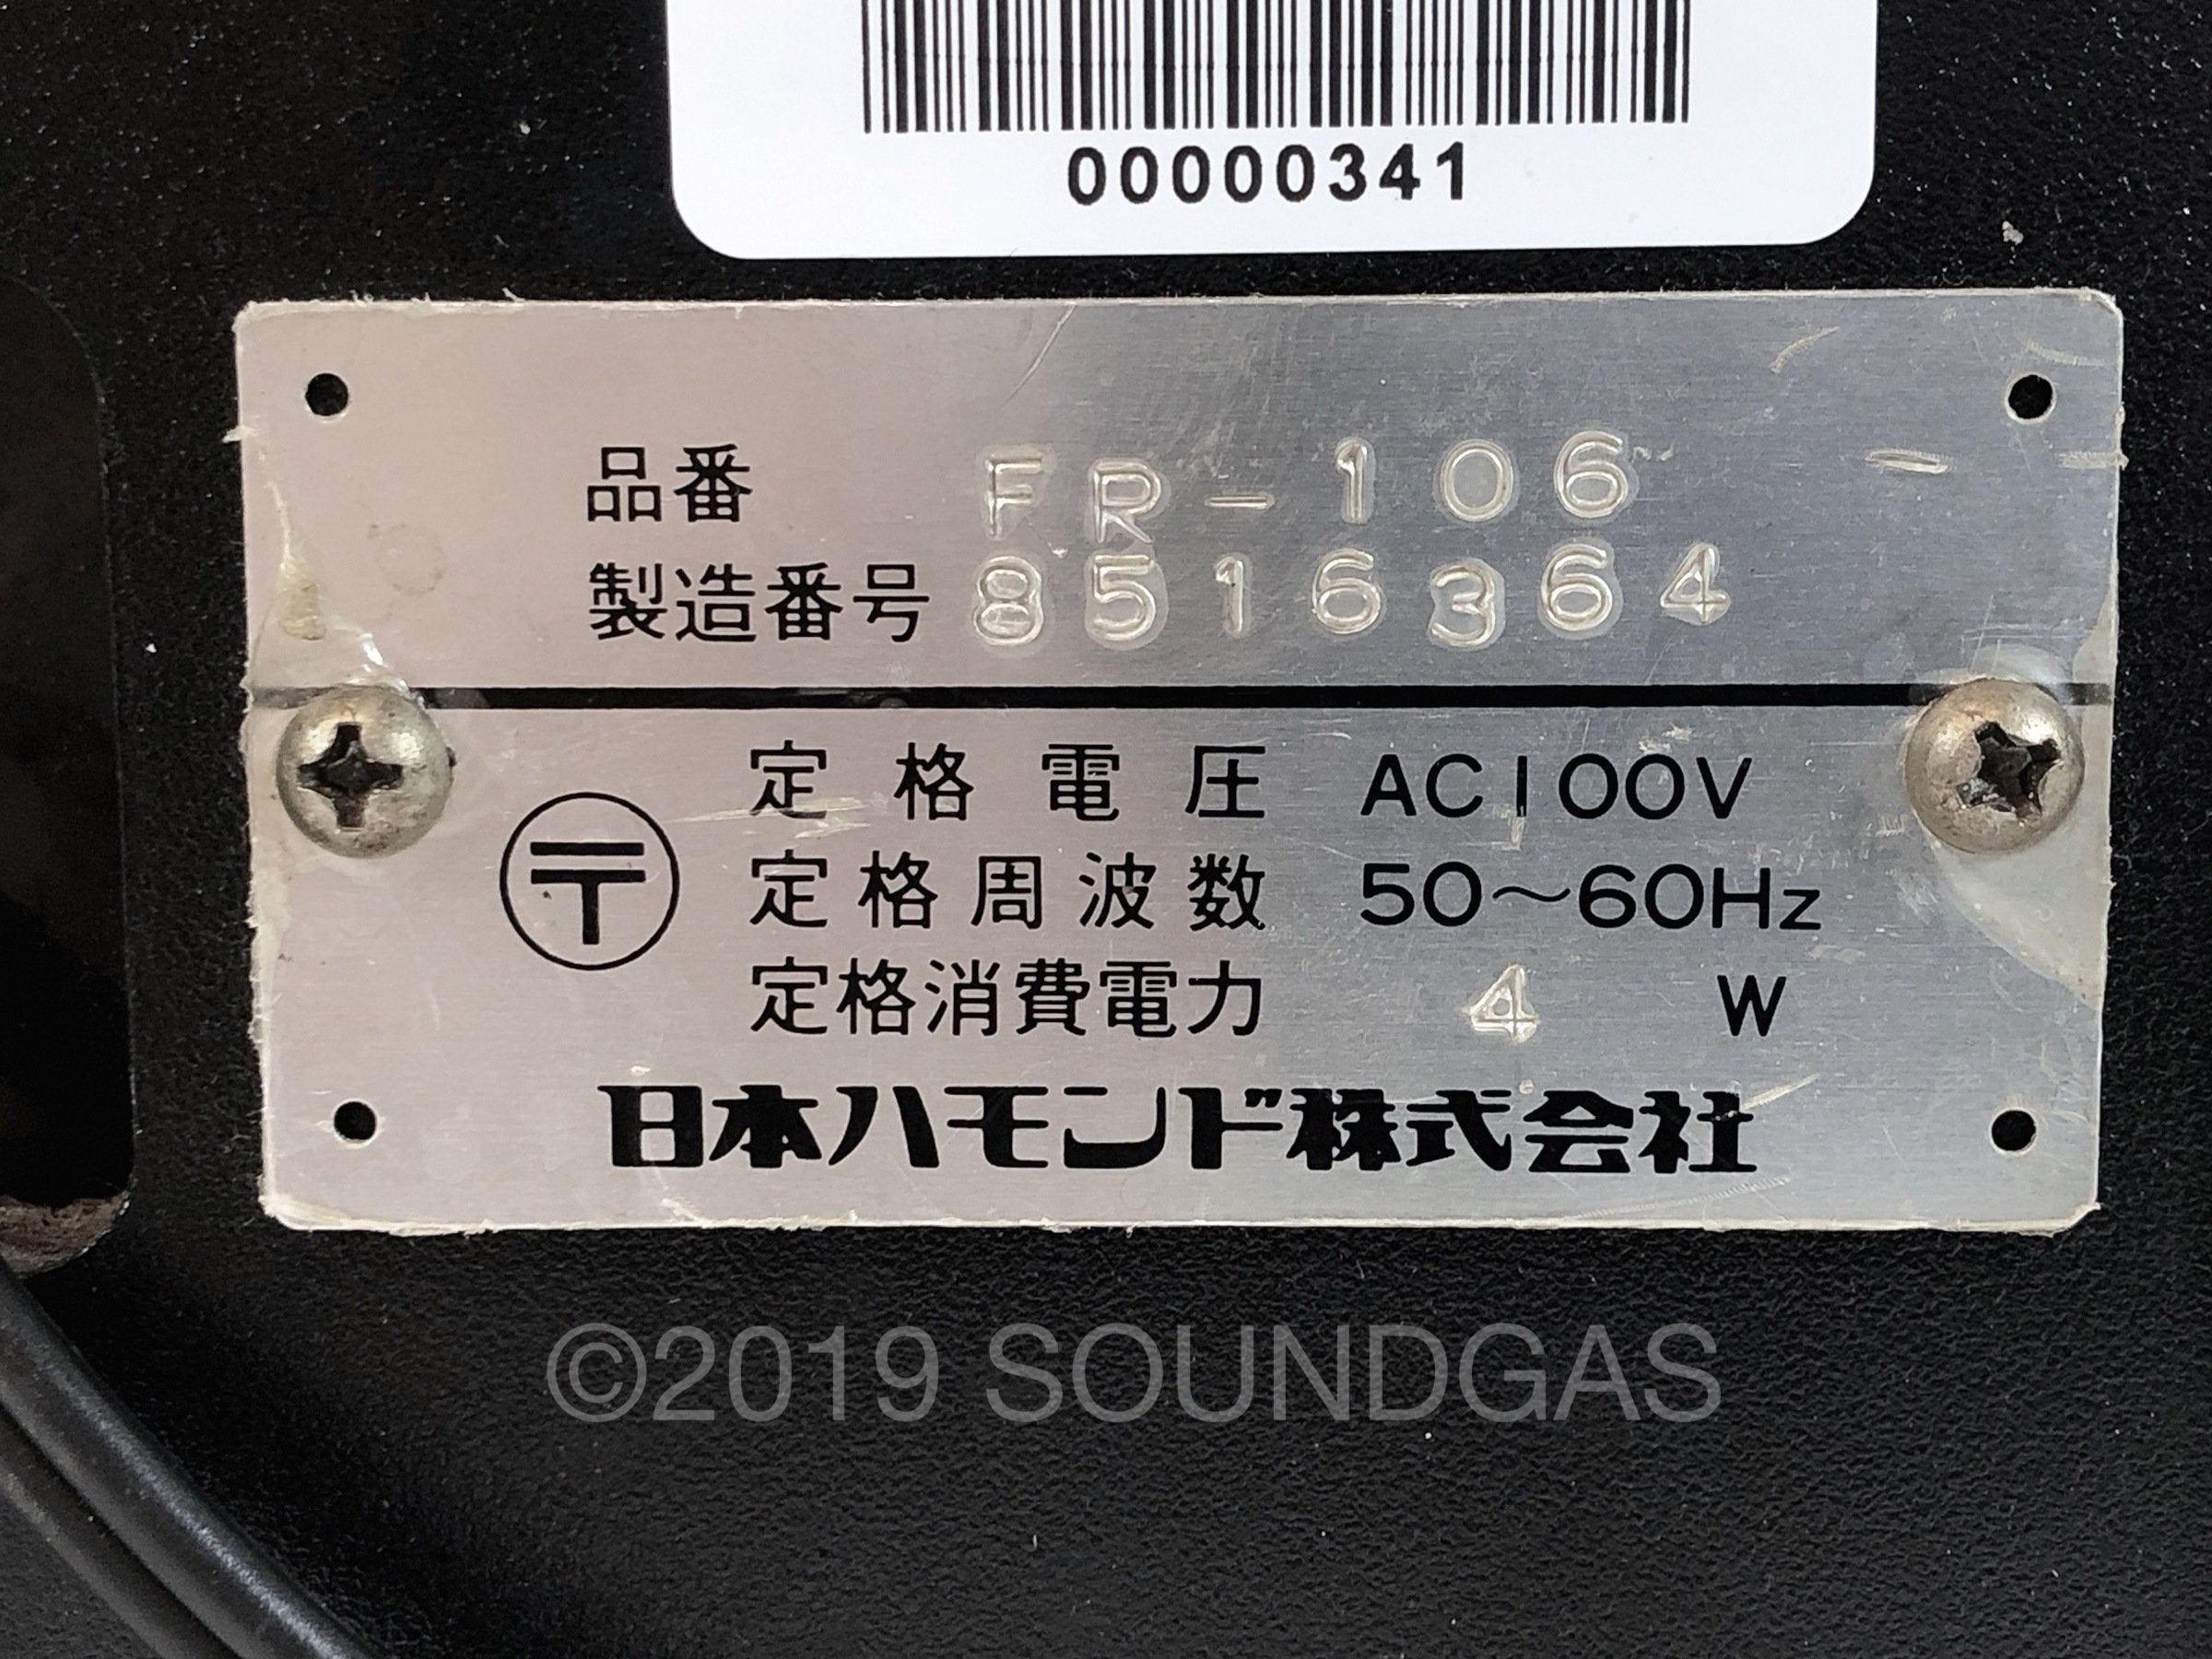 00000341
品番 FR-106
製造番号 8516364
定格電圧 AC100V
〒 定格周波数 50~60Hz
定格消費電力 4 W
日本ハモンド株式会社
©2019 SOUNDGAS